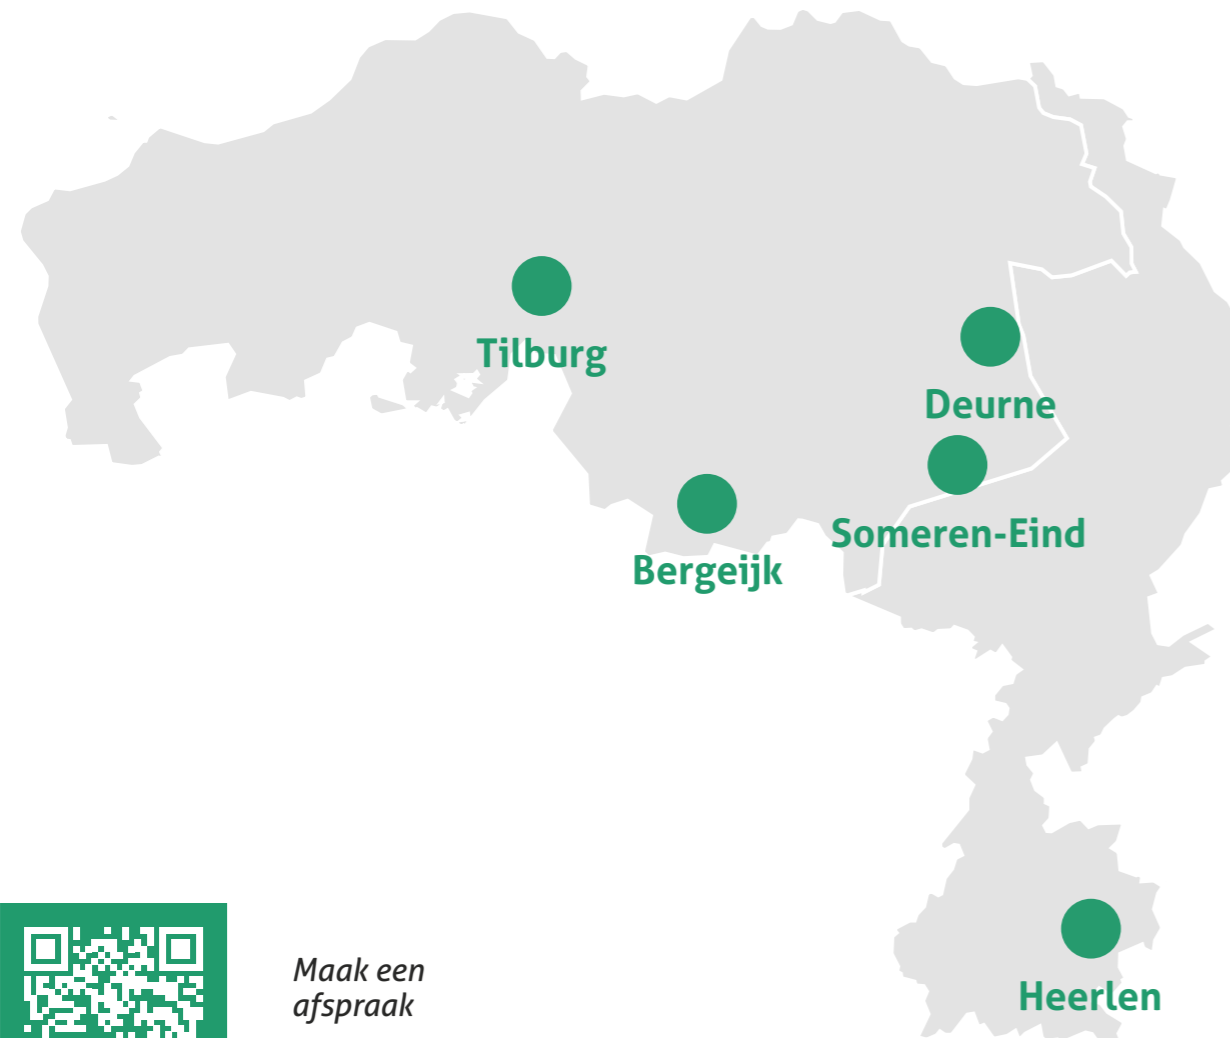 Tilburg
Deurne
Someren-Eind
Bergeijk
Maak een
afspraak
Heerlen